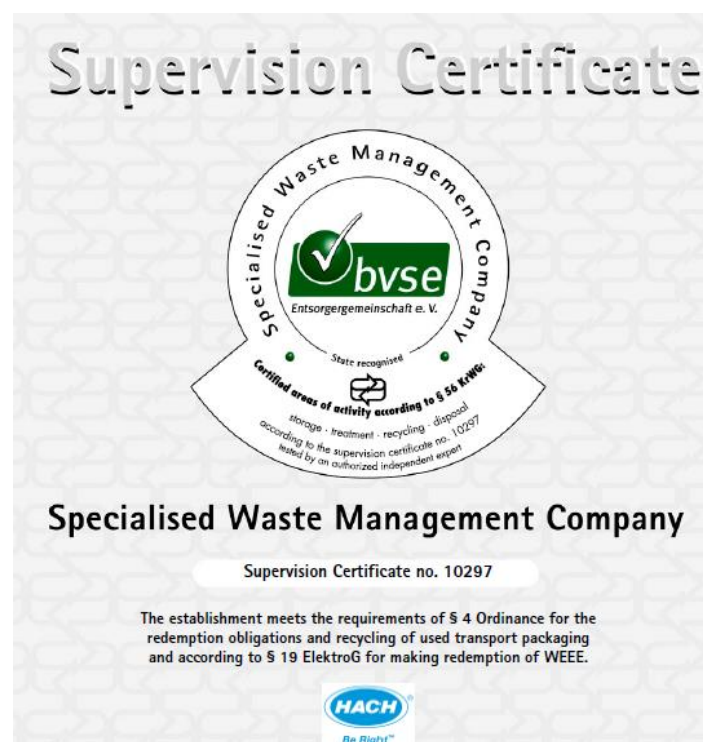 Supervision Certificate
Specialised Waste Management Company
bvse
Entsorgergemeinschaft e. V.
State recognised
Certified areas of activity according to § 56 KrWG:
storage · treatment · recycling · disposal
according to the supervision certificate no. 10297
tested by an authorized independent expert
Specialised Waste Management Company
Supervision Certificate no. 10297
The establishment meets the requirements of § 4 Ordinance for the
redemption obligations and recycling of used transport packaging
and according to § 19 ElektroG for making redemption of WEEE.
HACH®
Be Right™